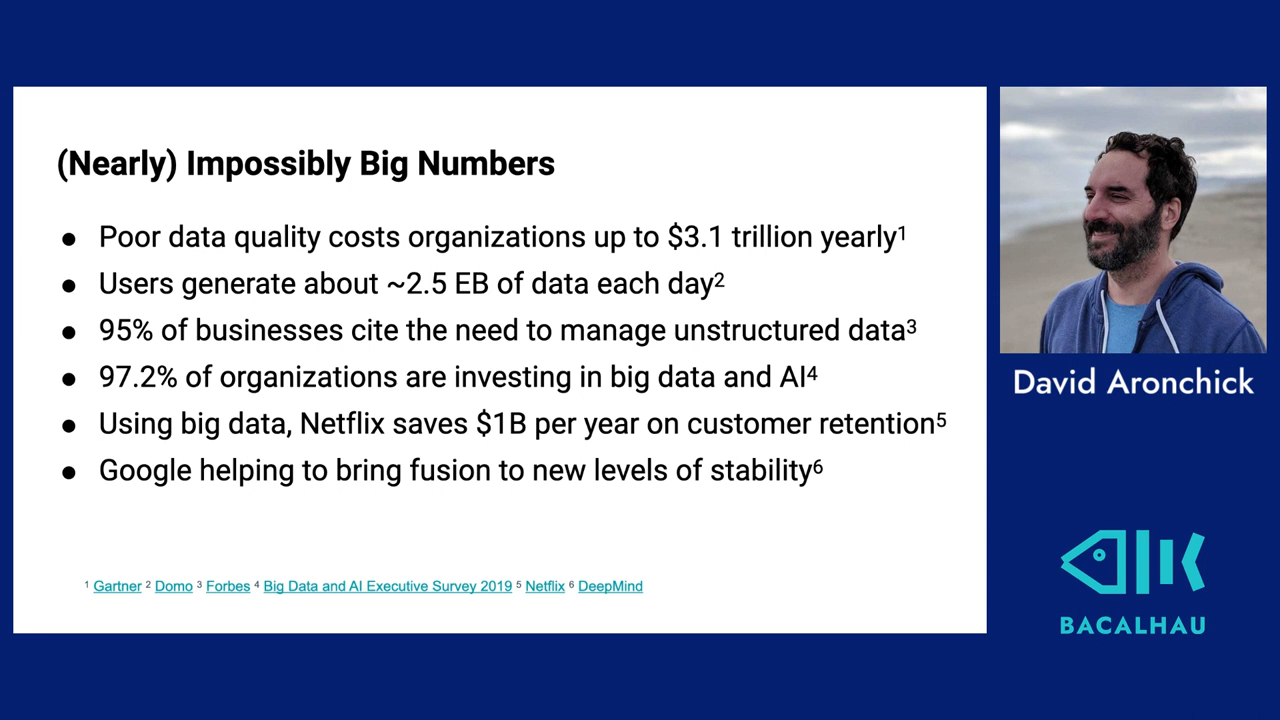 (Nearly) Impossibly Big Numbers
● Poor data quality costs organizations up to $3.1 trillion yearly¹
● Users generate about ~2.5 EB of data each day²
● 95% of businesses cite the need to manage unstructured data³
● 97.2% of organizations are investing in big data and AI⁴
● Using big data, Netflix saves $1B per year on customer retention⁵
● Google helping to bring fusion to new levels of stability⁶
¹ Gartner ² Domo ³ Forbes ⁴ Big Data and AI Executive Survey 2019 ⁵ Netflix ⁶ DeepMind
David Aronchick
BACALHAU